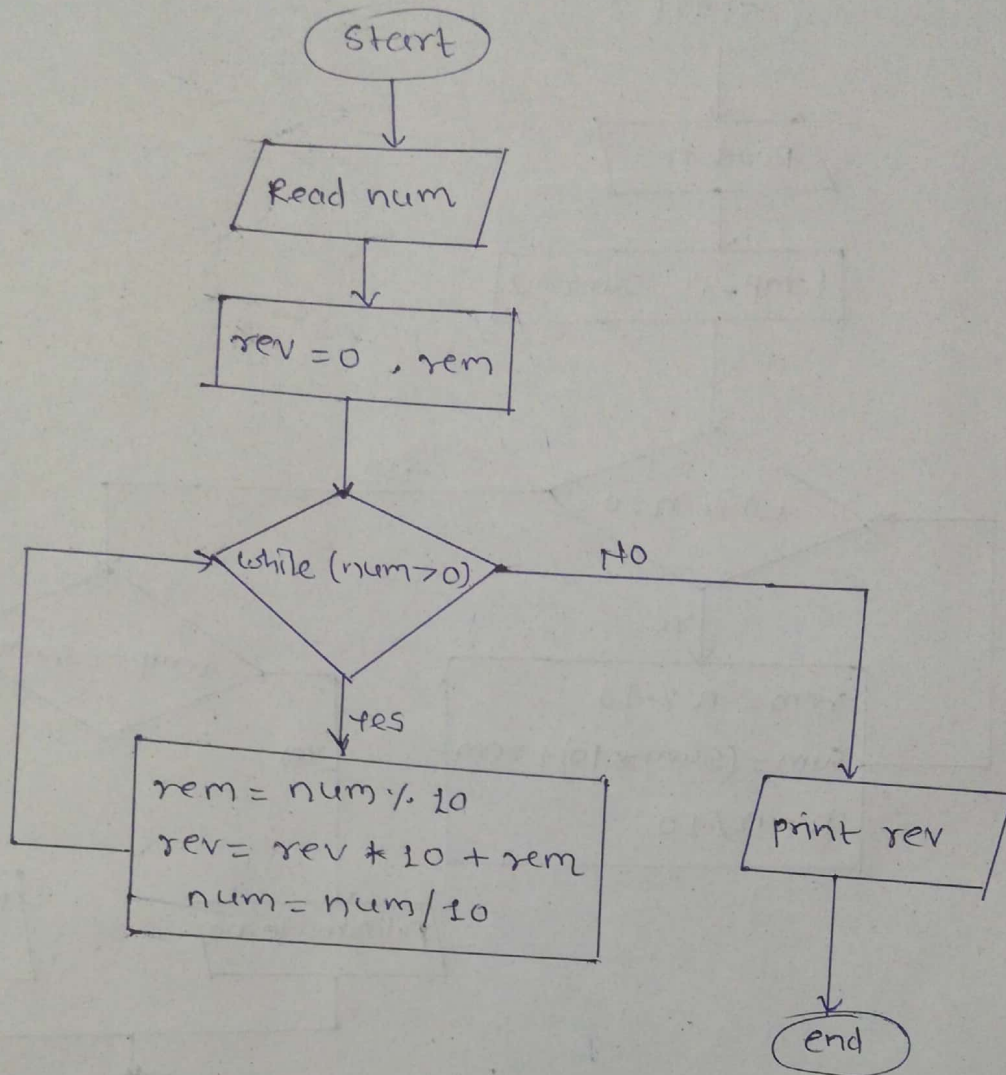 Start
Read num
rev = 0 , rem
while (num>0)
NO
yes
rem = num % 10
rev = rev * 10 + rem
num = num / 10
print rev
end